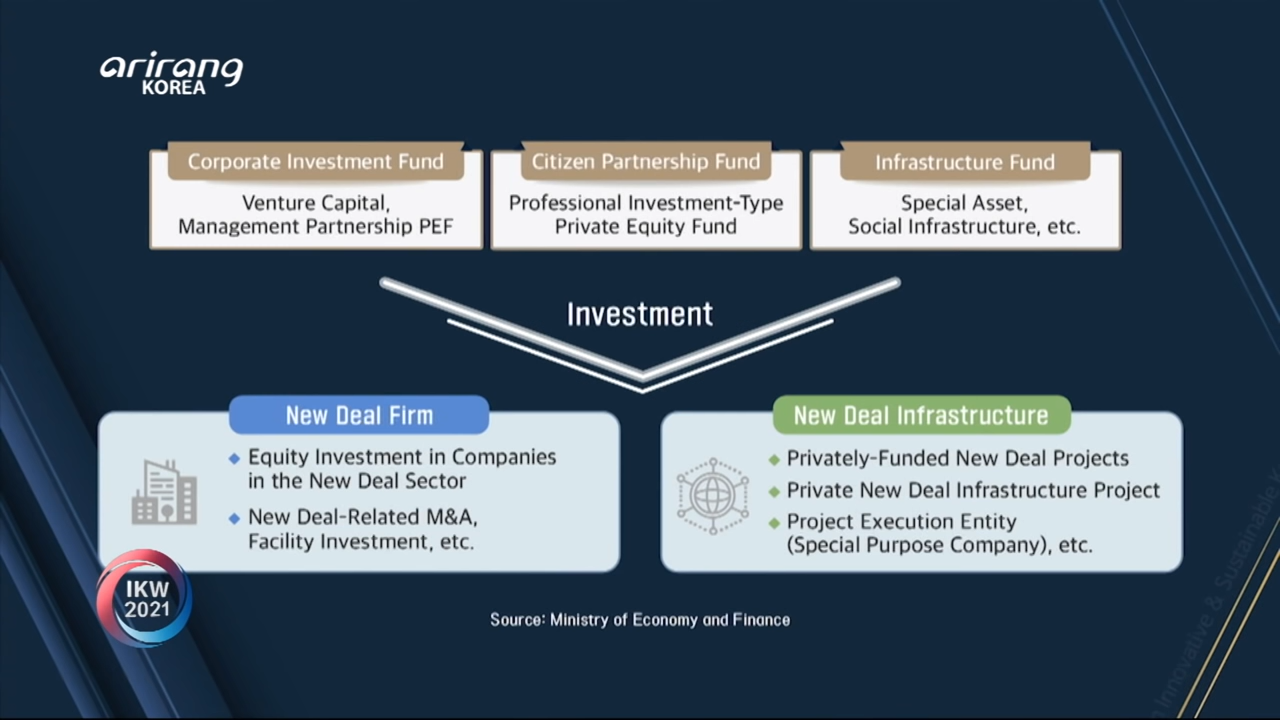 arirang
KOREA
Corporate Investment Fund
Venture Capital,
Management Partnership PEF
Citizen Partnership Fund
Professional Investment-Type
Private Equity Fund
Infrastructure Fund
Special Asset,
Social Infrastructure, etc.
Investment
New Deal Firm
Equity Investment in Companies
in the New Deal Sector
New Deal-Related M&A,
Facility Investment, etc.
New Deal Infrastructure
Privately-Funded New Deal Projects
Private New Deal Infrastructure Project
Project Execution Entity
(Special Purpose Company), etc.
IKW
2021
Source: Ministry of Economy and Finance
Innovative & Sustainable